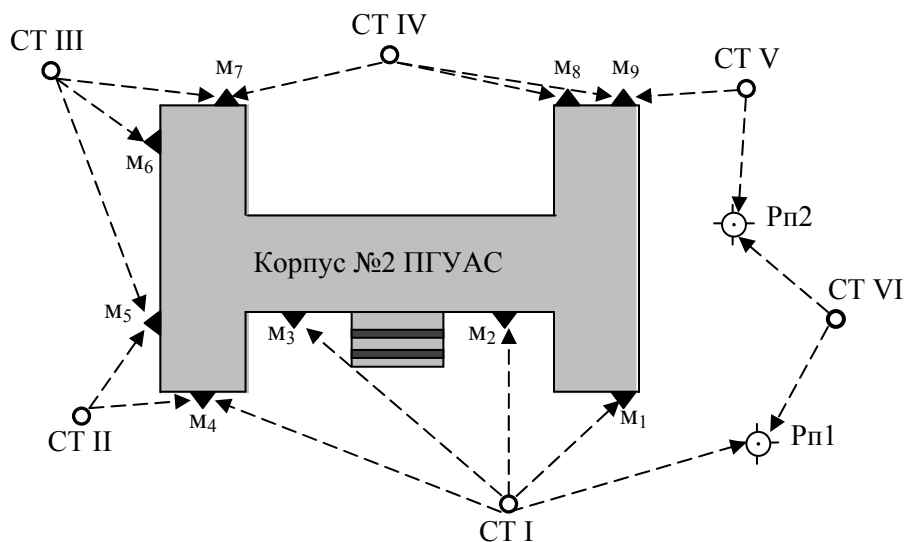 СТ IV
СТ III
м7
м8
м9
СТ V
м6
Рп2
Корпус №2 ПГУАС
СТ VI
м5
м3
м2
м4
м1
СТ II
Рп1
СТ I